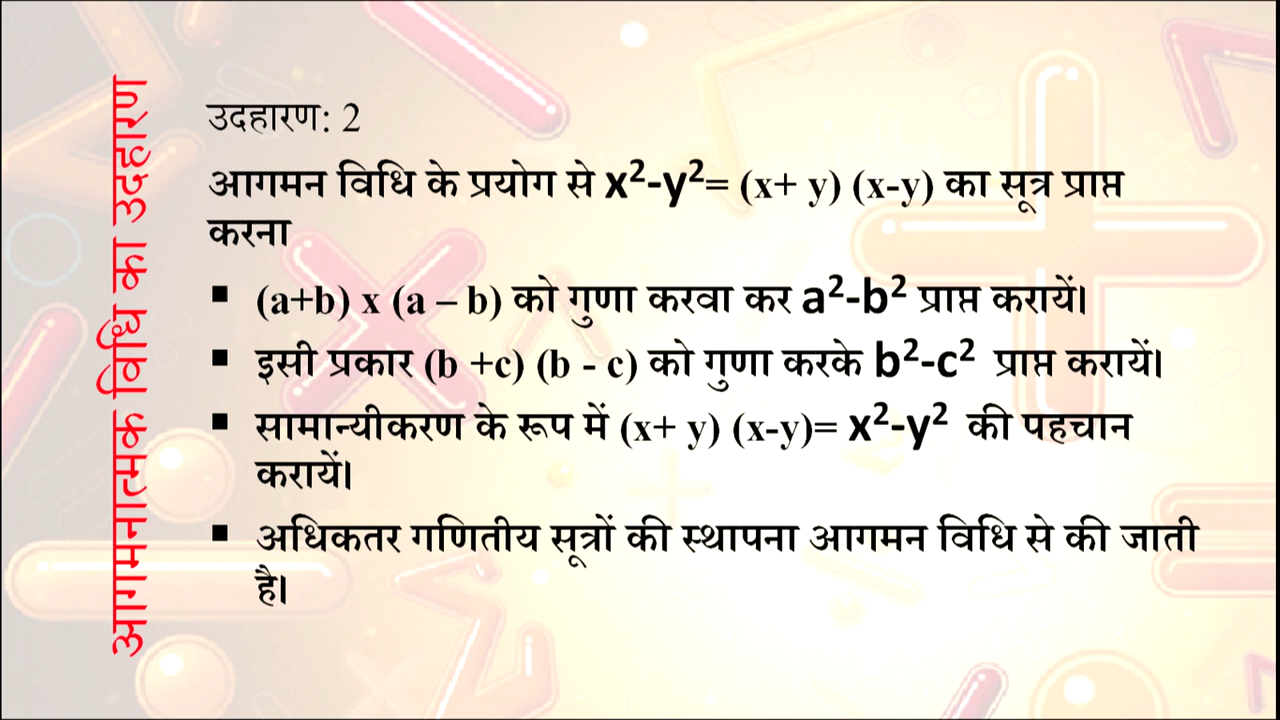 आगमनात्मक विधि का उदहारण
उदहारण: 2
आगमन विधि के प्रयोग से x²-y²= (x+ y) (x-y) का सूत्र प्राप्त
करना
▪ (a+b) x (a – b) को गुणा करवा कर a²-b² प्राप्त करायें।
▪ इसी प्रकार (b +c) (b - c) को गुणा करके b²-c² प्राप्त करायें।
▪ सामान्यीकरण के रूप में (x+ y) (x-y)= x²-y² की पहचान
करायें।
▪ अधिकतर गणितीय सूत्रों की स्थापना आगमन विधि से की जाती
है।